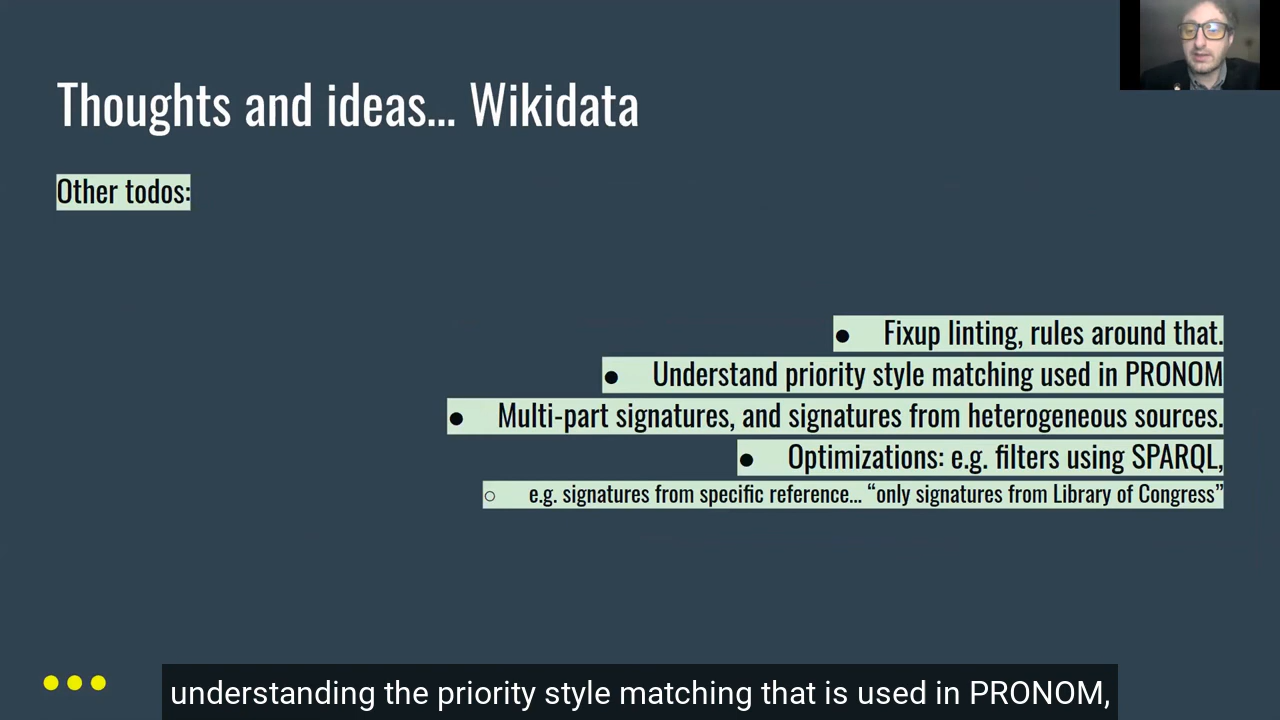 Thoughts and ideas... Wikidata
Other todos:
● Fixup linting, rules around that.
● Understand priority style matching used in PRONOM
● Multi-part signatures, and signatures from heterogeneous sources.
● Optimizations: e.g. filters using SPARQL,
○ e.g. signatures from specific reference... “only signatures from Library of Congress”
understanding the priority style matching that is used in PRONOM,